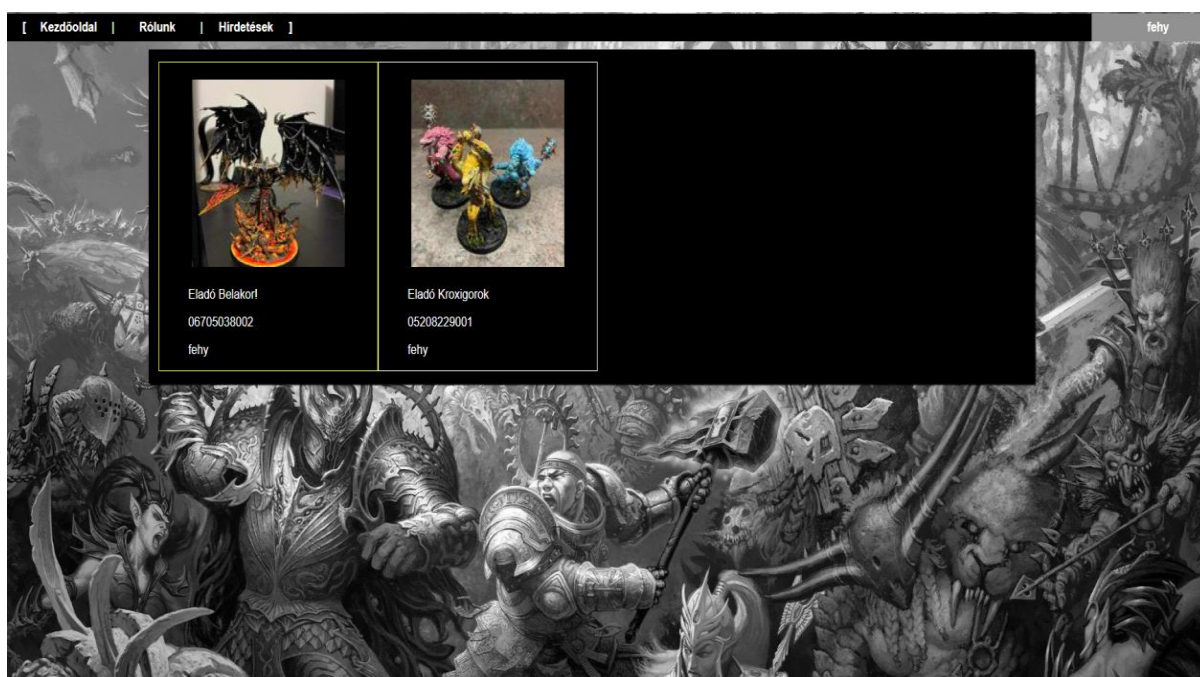 [ Kezdőoldal | Rólunk | Hirdetések ] fehy
Eladó Belakor!
06705038002
fehy
Eladó Kroxigorok
05208229001
fehy